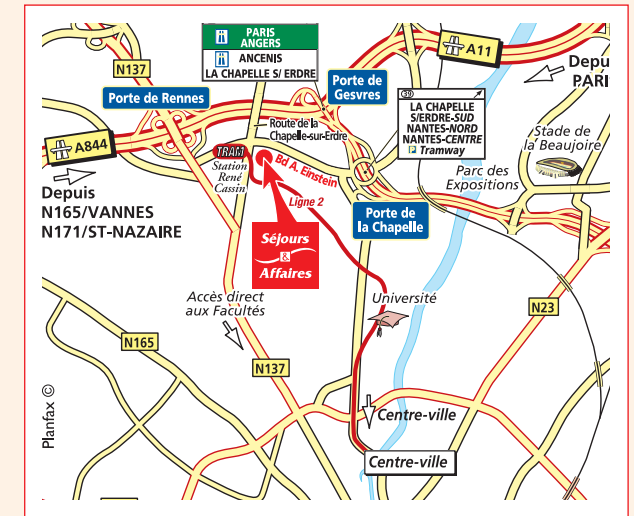 PARIS
ANGERS
ANCENIS
LA CHAPELLE S/ ERDRE
N137
A11
Depu
PARI
Porte de
Gesvres
Porte de Rennes
39
LA CHAPELLE
S/ERDRE-SUD
NANTES-NORD
NANTES-CENTRE
P Tramway
Route de la
Chapelle-sur-Erdre
Stade de
la Beaujoire
A844
TRAM
Station
René
Cassin
Bd A. Einstein
Parc des
Expositions
Depuis
N165/VANNES
N171/ST-NAZAIRE
Ligne 2
Porte de
la Chapelle
Séjours
&
Affaires
Accès direct
aux Facultés
Université
N23
N165
N137
Centre-ville
Centre-ville
Planfax ©